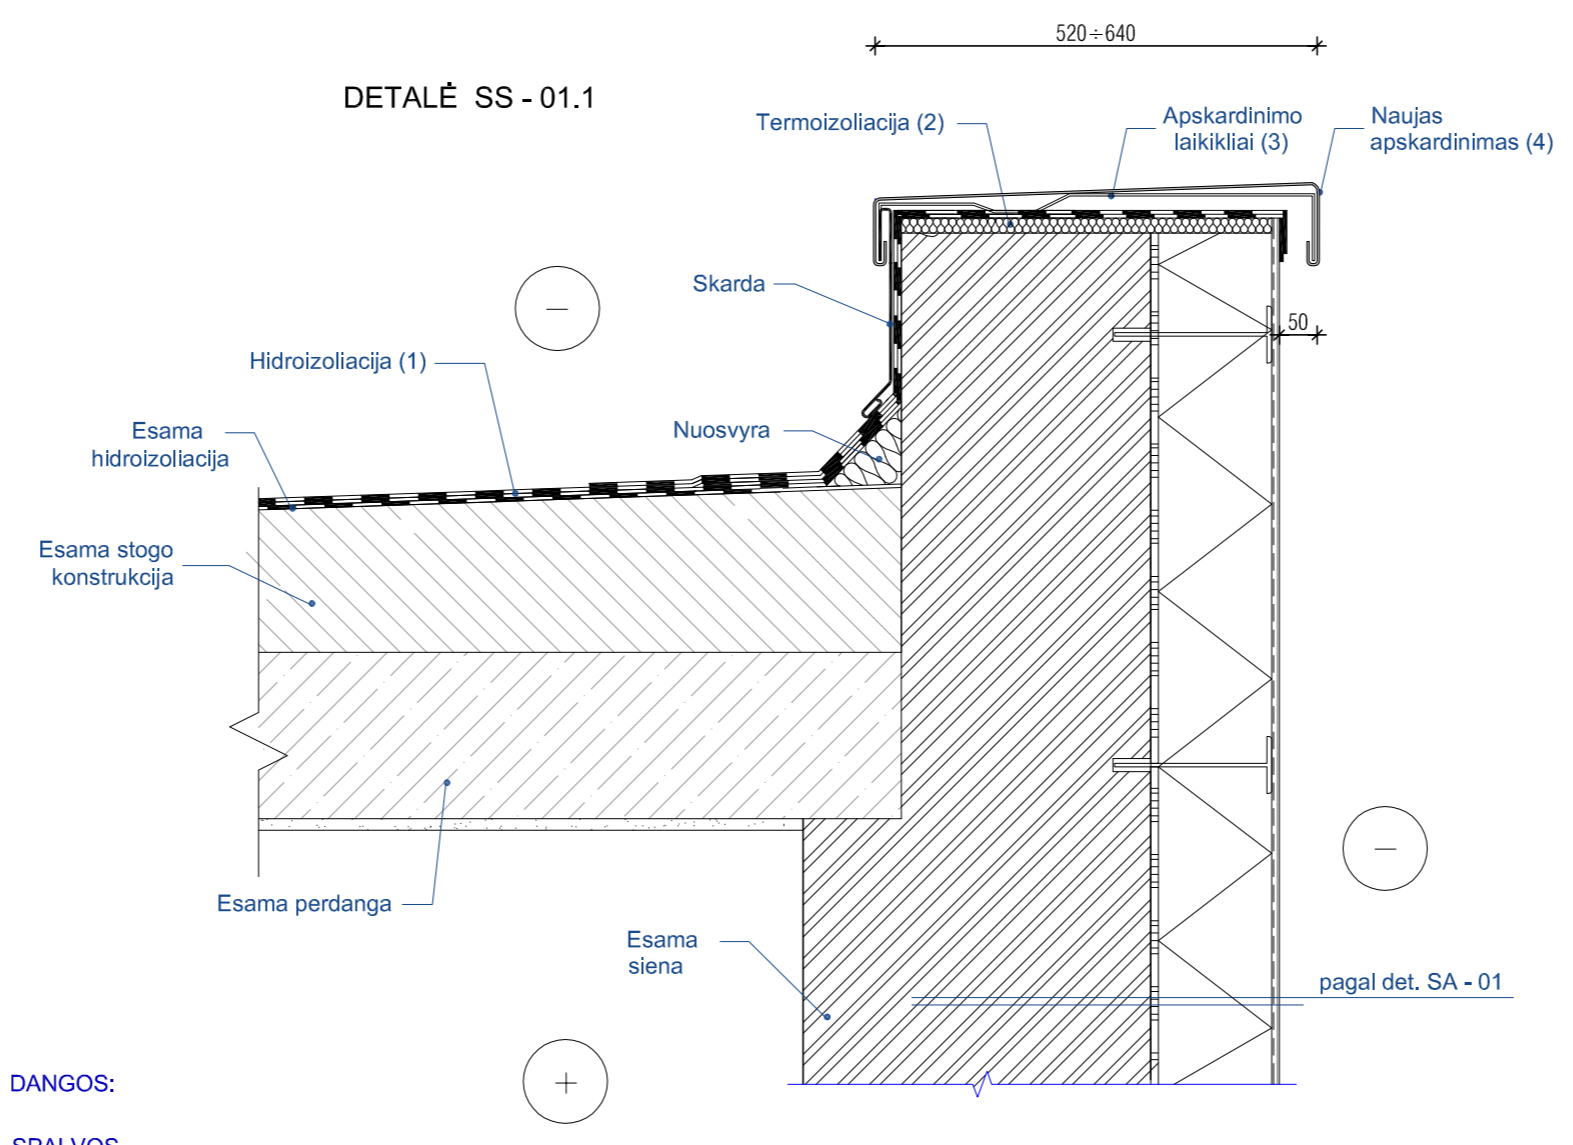 520÷640
DETALĖ SS - 01.1
Termoizoliacija (2)
Apskardinimo
laikikliai (3)
Naujas
apskardinimas (4)
Skarda
50
Hidroizoliacija (1)
Esama
hidroizoliacija
Nuosvyra
Esama stogo
konstrukcija
Esama perdanga
Esama
siena
pagal det. SA - 01
DANGOS:
SPALVOS